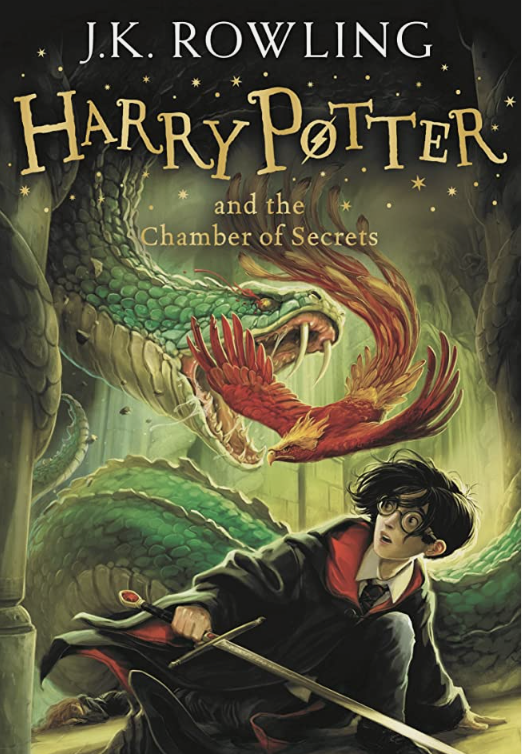 J.K. ROWLING
HARRY POTTER
and the
Chamber of Secrets